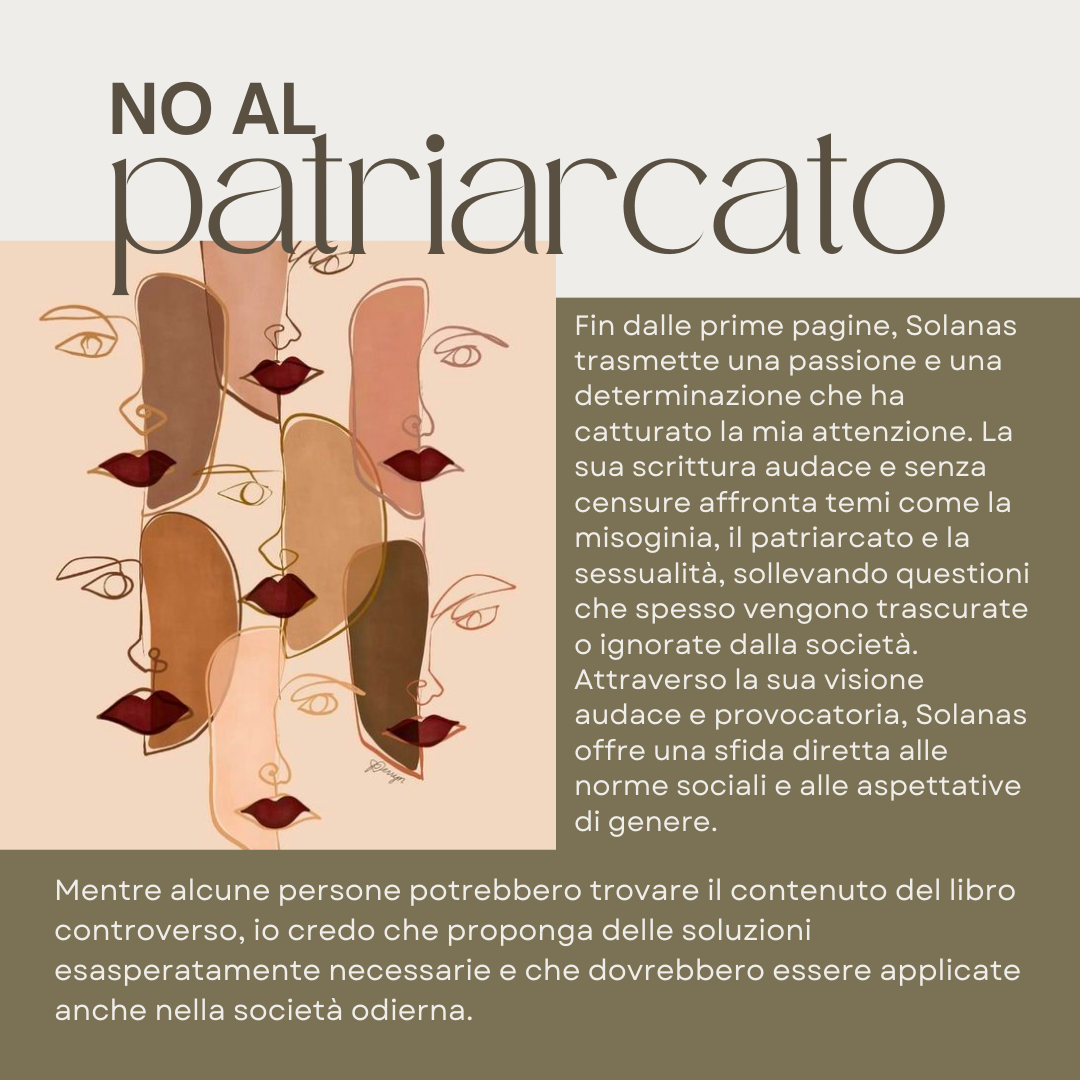 NO AL
patriarcato
Fin dalle prime pagine, Solanas
trasmette una passione e una
determinazione che ha
catturato la mia attenzione. La
sua scrittura audace e senza
censure affronta temi come la
misoginia, il patriarcato e la
sessualità, sollevando questioni
che spesso vengono trascurate
o ignorate dalla società.
Attraverso la sua visione
audace e provocatoria, Solanas
offre una sfida diretta alle
norme sociali e alle aspettative
di genere.
Mentre alcune persone potrebbero trovare il contenuto del libro
controverso, io credo che proponga delle soluzioni
esasperatamente necessarie e che dovrebbero essere applicate
anche nella società odierna.